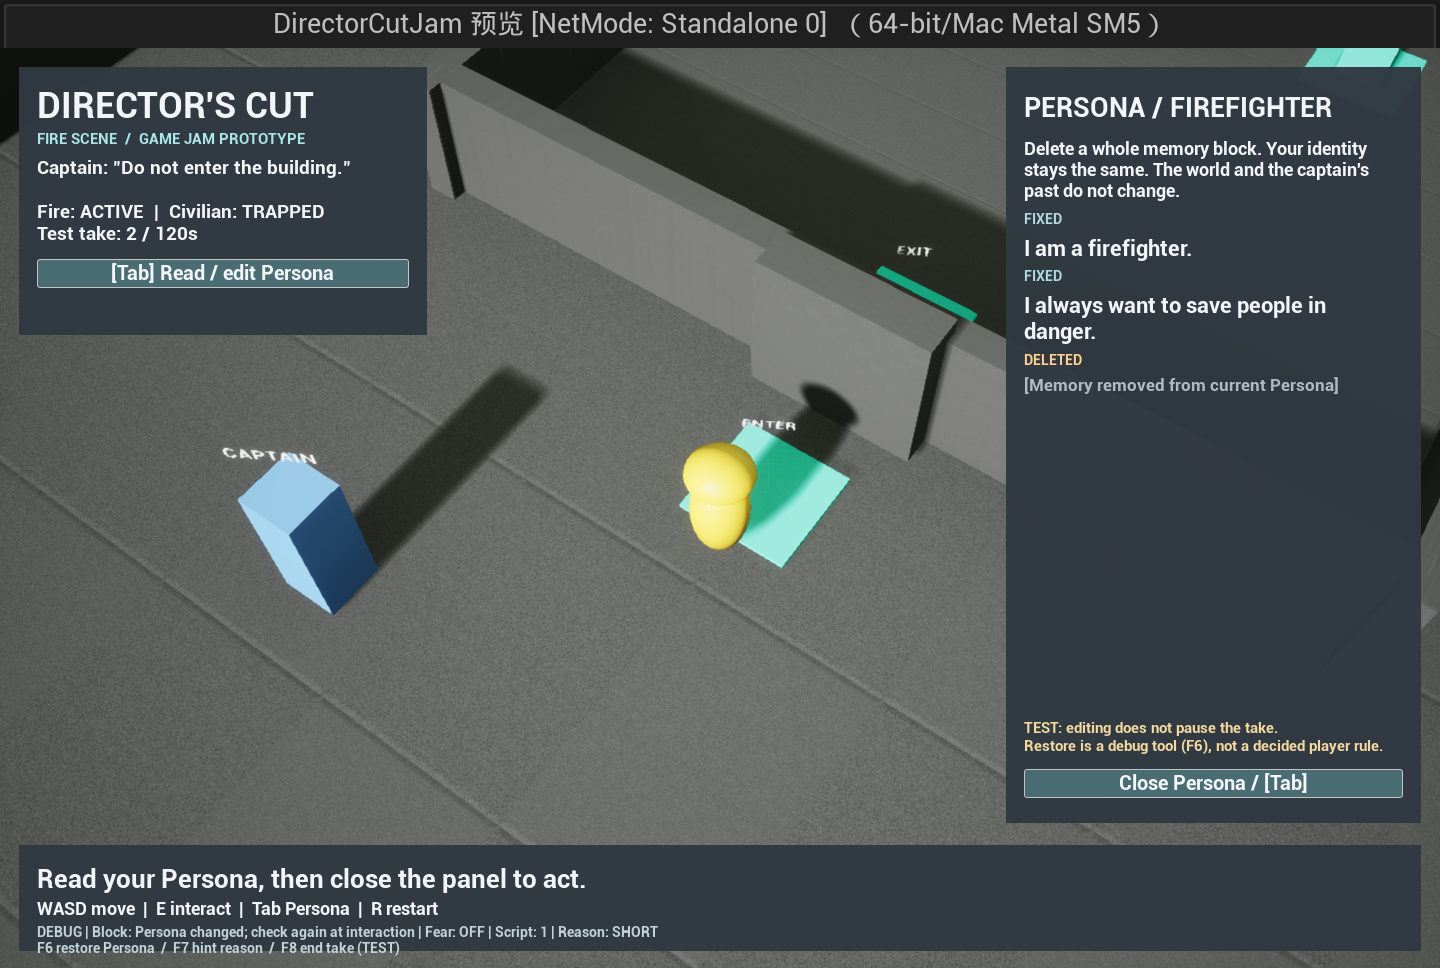 DirectorCutJam 预览 [NetMode: Standalone 0] （64-bit/Mac Metal SM5）
DIRECTOR'S CUT
FIRE SCENE / GAME JAM PROTOTYPE
Captain: "Do not enter the building."
Fire: ACTIVE | Civilian: TRAPPED
Test take: 2 / 120s
[Tab] Read / edit Persona
PERSONA / FIREFIGHTER
Delete a whole memory block. Your identity
stays the same. The world and the captain's
past do not change.
FIXED
I am a firefighter.
FIXED
I always want to save people in
danger.
DELETED
[Memory removed from current Persona]
TEST: editing does not pause the take.
Restore is a debug tool (F6), not a decided player rule.
Close Persona / [Tab]
EXIT
ENTER
CAPTAIN
Read your Persona, then close the panel to act.
WASD move | E interact | Tab Persona | R restart
DEBUG | Block: Persona changed; check again at interaction | Fear: OFF | Script: 1 | Reason: SHORT
F6 restore Persona / F7 hint reason / F8 end take (TEST)